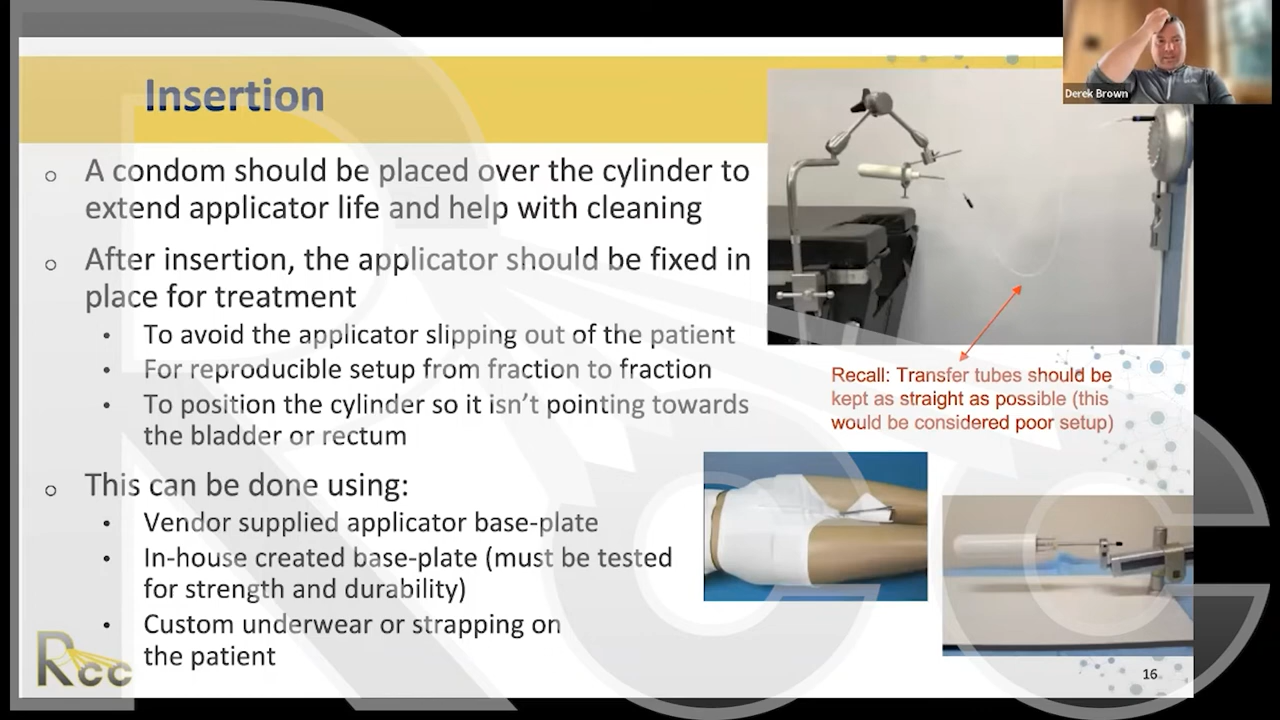 Insertion
Derek Brown
○ A condom should be placed over the cylinder to
extend applicator life and help with cleaning
○ After insertion, the applicator should be fixed in
place for treatment
• To avoid the applicator slipping out of the patient
• For reproducible setup from fraction to fraction
• To position the cylinder so it isn't pointing towards
the bladder or rectum
○ This can be done using:
• Vendor supplied applicator base-plate
• In-house created base-plate (must be tested
for strength and durability)
• Custom underwear or strapping on
the patient
Recall: Transfer tubes should be
kept as straight as possible (this
would be considered poor setup)
Rcc
16
Rcc